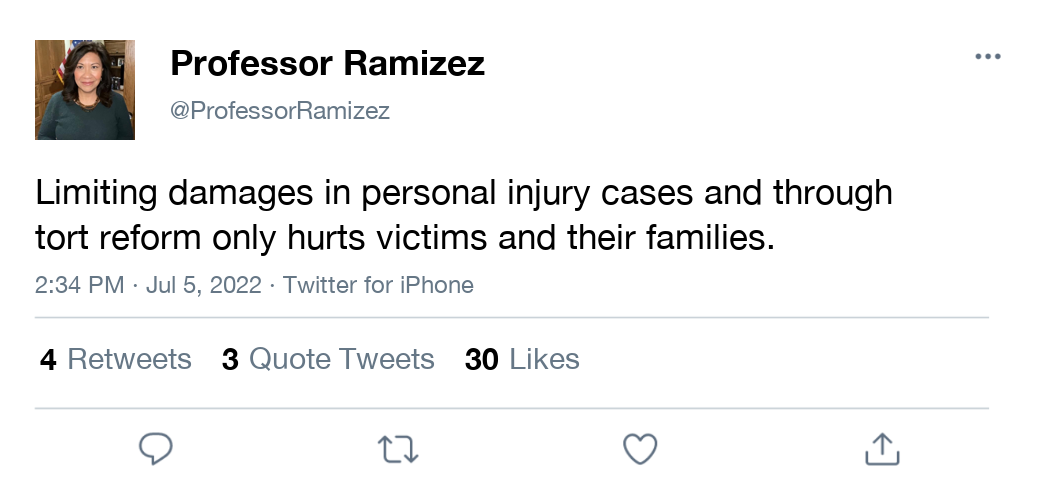 Professor Ramizez
@ProfessorRamizez
Limiting damages in personal injury cases and through
tort reform only hurts victims and their families.
2:34 PM · Jul 5, 2022 · Twitter for iPhone
4 Retweets 3 Quote Tweets 30 Likes